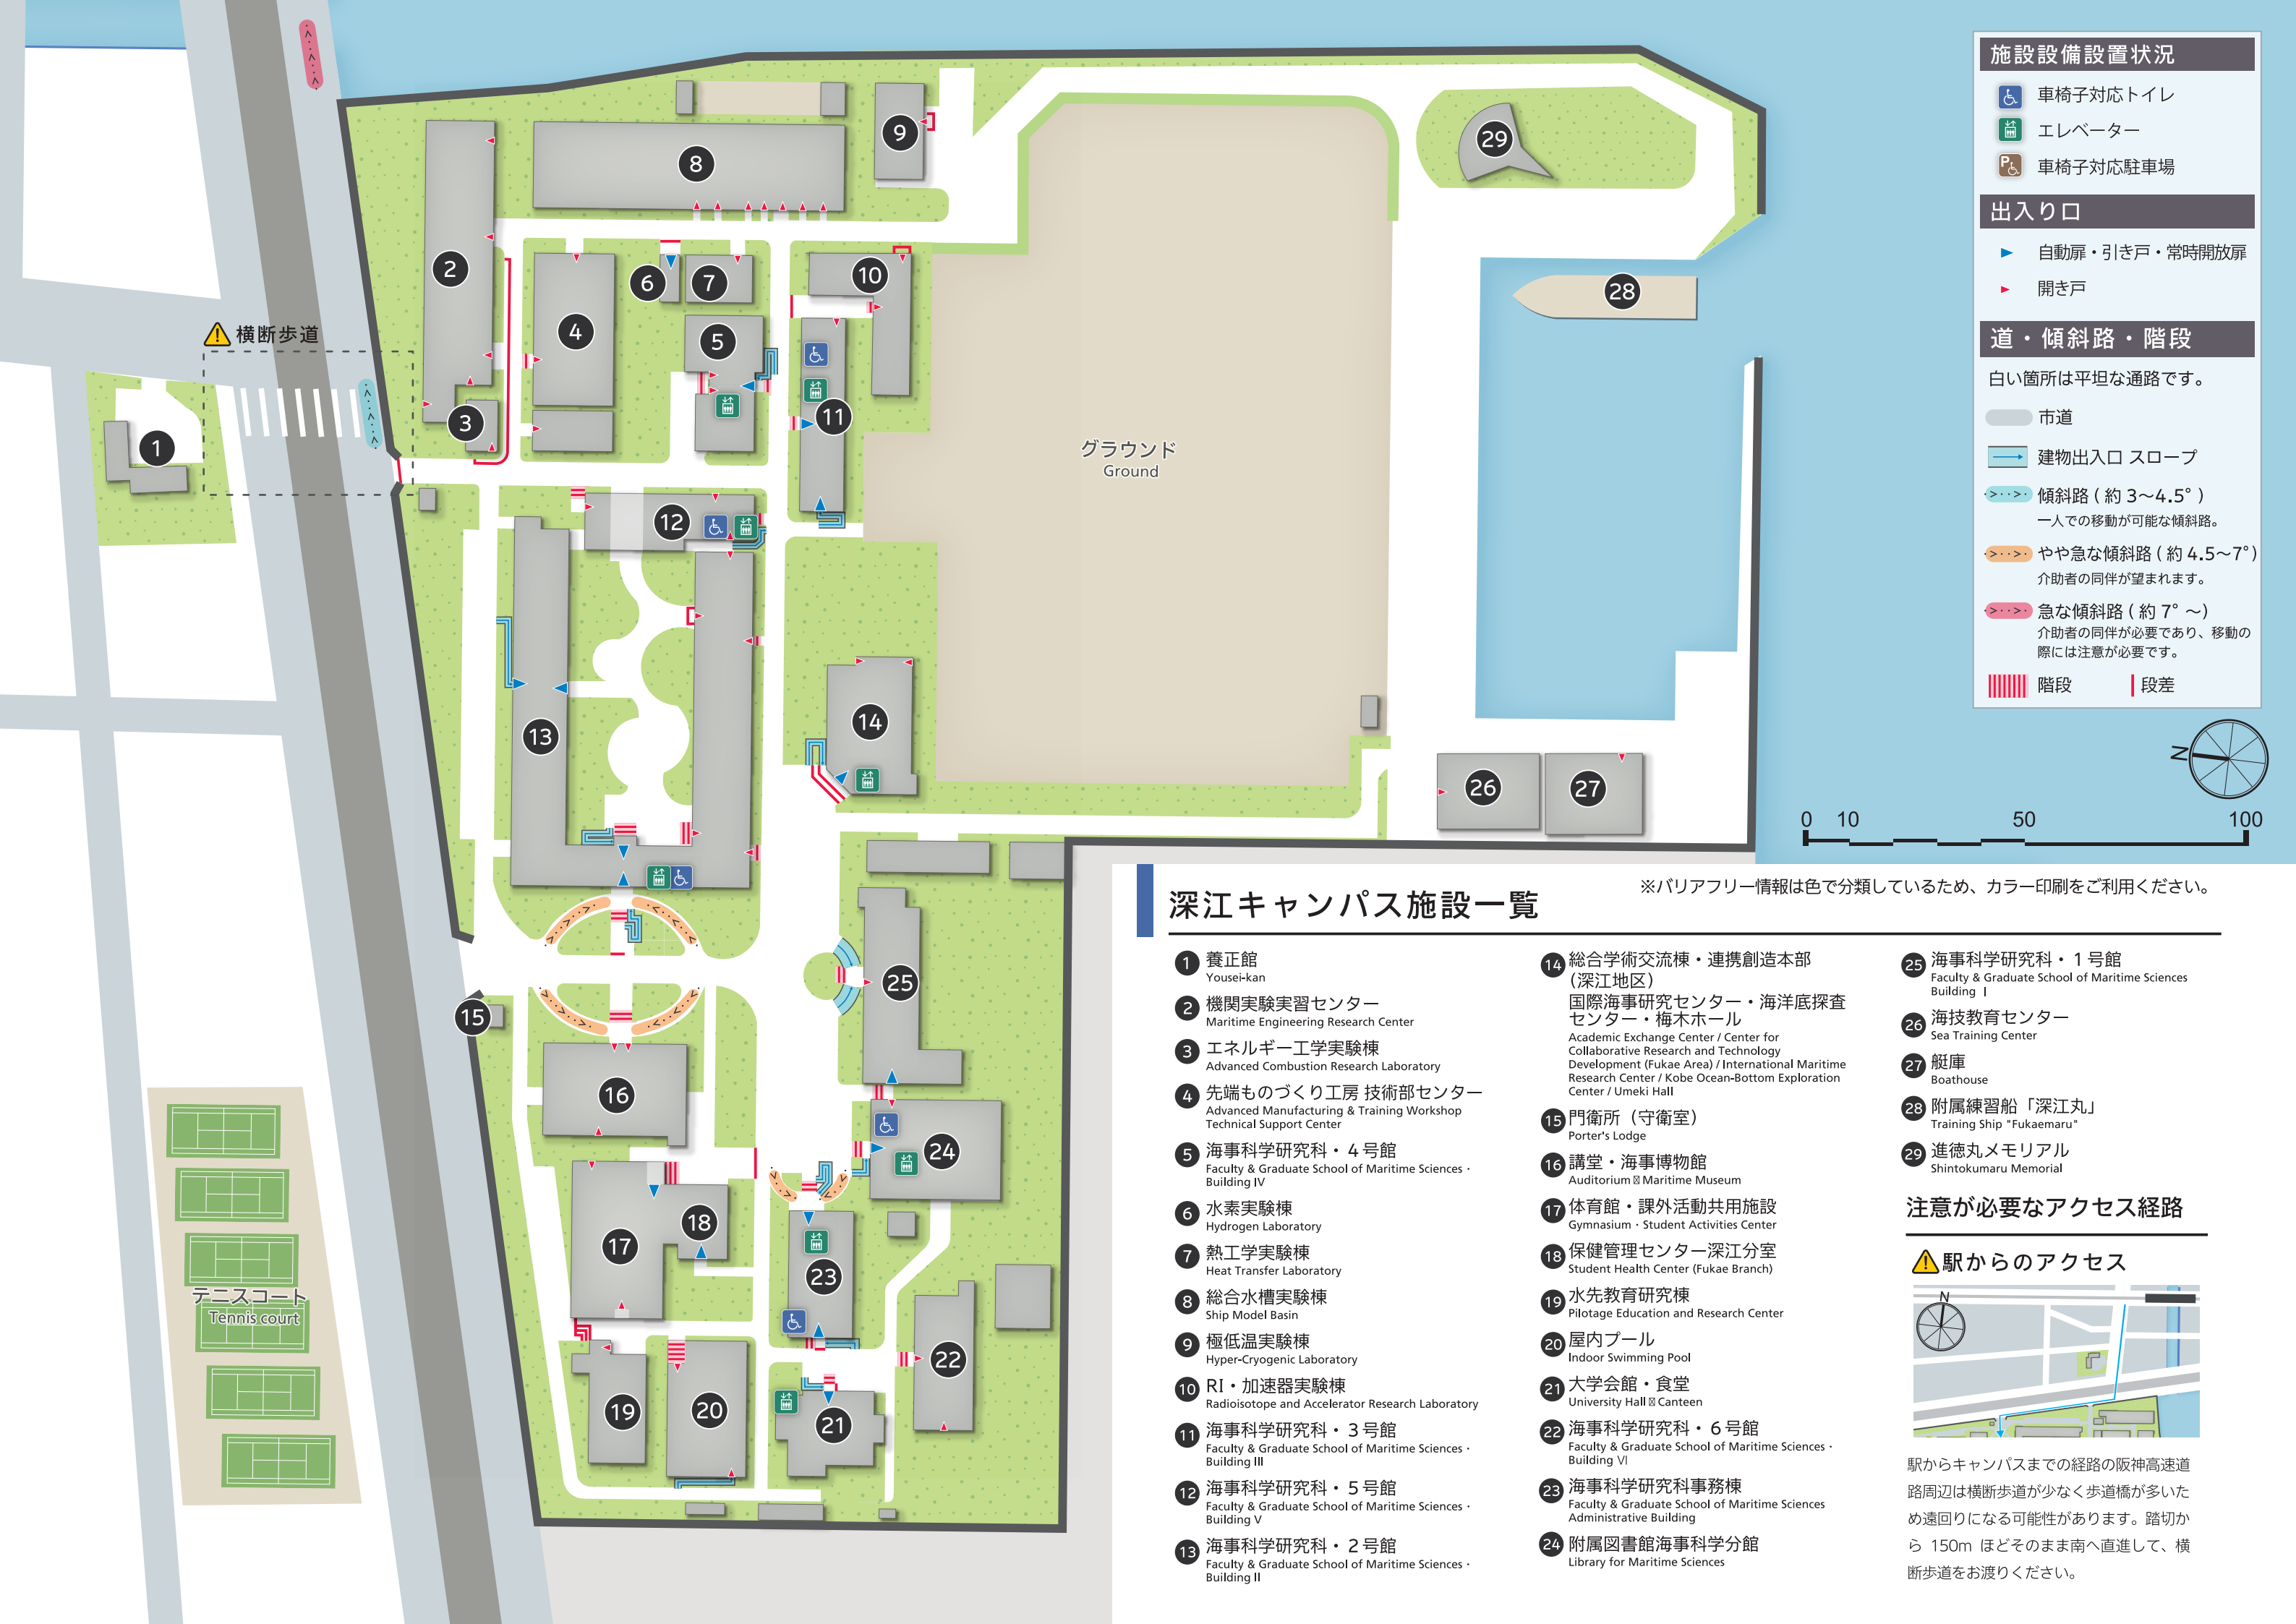 横断歩道
1
2
3
4
5
6
7
8
9
10
11
12
13
14
15
16
17
18
19
20
21
22
23
24
25
26
27
28
29
グラウンド
Ground
テニスコート
Tennis court
施設設備設置状況
車椅子対応トイレ
エレベーター
P
車椅子対応駐車場
出入り口
自動扉・引き戸・常時開放扉
開き戸
道・傾斜路・階段
白い箇所は平坦な通路です。
市道
建物出入口 スロープ
傾斜路 ( 約 3〜4.5° )
一人での移動が可能な傾斜路。
やや急な傾斜路 ( 約 4.5〜7°)
介助者の同伴が望まれます。
急な傾斜路 ( 約 7° 〜)
介助者の同伴が必要であり、移動の
際には注意が必要です。
階段 段差
N
0 10 50 100
深江キャンパス施設一覧
※バリアフリー情報は色で分類しているため、カラー印刷をご利用ください。
1 養正館
Yousei-kan
2 機関実験実習センター
Maritime Engineering Research Center
3 エネルギー工学実験棟
Advanced Combustion Research Laboratory
4 先端ものづくり工房 技術部センター
Advanced Manufacturing & Training Workshop
Technical Support Center
5 海事科学研究科・４号館
Faculty & Graduate School of Maritime Sciences・
Building IV
6 水素実験棟
Hydrogen Laboratory
7 熱工学実験棟
Heat Transfer Laboratory
8 総合水槽実験棟
Ship Model Basin
9 極低温実験棟
Hyper-Cryogenic Laboratory
10 RI・加速器実験棟
Radioisotope and Accelerator Research Laboratory
11 海事科学研究科・３号館
Faculty & Graduate School of Maritime Sciences・
Building III
12 海事科学研究科・５号館
Faculty & Graduate School of Maritime Sciences・
Building V
13 海事科学研究科・２号館
Faculty & Graduate School of Maritime Sciences・
Building II
14 総合学術交流棟・連携創造本部
(深江地区)
国際海事研究センター・海洋底探査
センター・梅木ホール
Academic Exchange Center / Center for
Collaborative Research and Technology
Development (Fukae Area) / International Maritime
Research Center / Kobe Ocean-Bottom Exploration
Center / Umeki Hall
15 門衛所（守衛室）
Porter's Lodge
16 講堂・海事博物館
Auditorium Maritime Museum
17 体育館・課外活動共用施設
Gymnasium・Student Activities Center
18 保健管理センター深江分室
Student Health Center (Fukae Branch)
19 水先教育研究棟
Pilotage Education and Research Center
20 屋内プール
Indoor Swimming Pool
21 大学会館・食堂
University Hall Canteen
22 海事科学研究科・６号館
Faculty & Graduate School of Maritime Sciences・
Building VI
23 海事科学研究科事務棟
Faculty & Graduate School of Maritime Sciences
Administrative Building
24 附属図書館海事科学分館
Library for Maritime Sciences
25 海事科学研究科・１号館
Faculty & Graduate School of Maritime Sciences
Building I
26 海技教育センター
Sea Training Center
27 艇庫
Boathouse
28 附属練習船「深江丸」
Training Ship "Fukaemaru"
29 進徳丸メモリアル
Shintokumaru Memorial
注意が必要なアクセス経路
駅からのアクセス
N
駅からキャンパスまでの経路の阪神高速道
路周辺は横断歩道が少なく歩道橋が多いた
め遠回りになる可能性があります。踏切か
ら 150m ほどそのまま南へ直進して、横
断歩道をお渡りください。